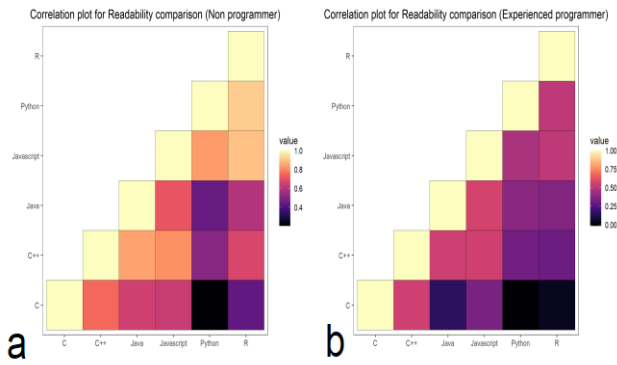 Correlation plot for Readability comparison (Non programmer)
R
Python
Javascript
Java
C++
C
C C++ Java Javascript Python R
value
1.0
0.8
0.6
0.4
a
Correlation plot for Readability comparison (Experienced programmer)
R
Python
Javascript
Java
C++
C
C C++ Java Javascript Python R
value
1.00
0.75
0.50
0.25
0.00
b